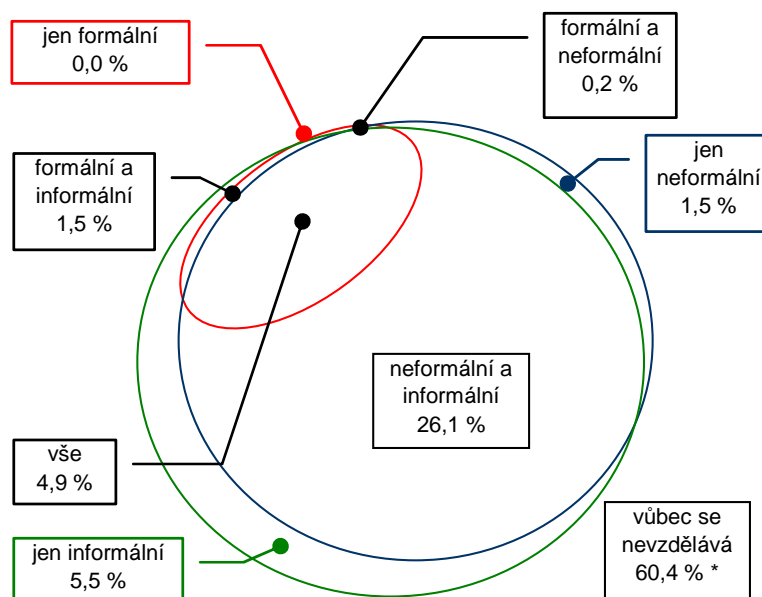 jen formální
0,0 %
formální a
neformální
0,2 %
formální a
informální
1,5 %
jen
neformální
1,5 %
neformální a
informální
26,1 %
vše
4,9 %
jen informální
5,5 %
vůbec se
nevzdělává
60,4 % *